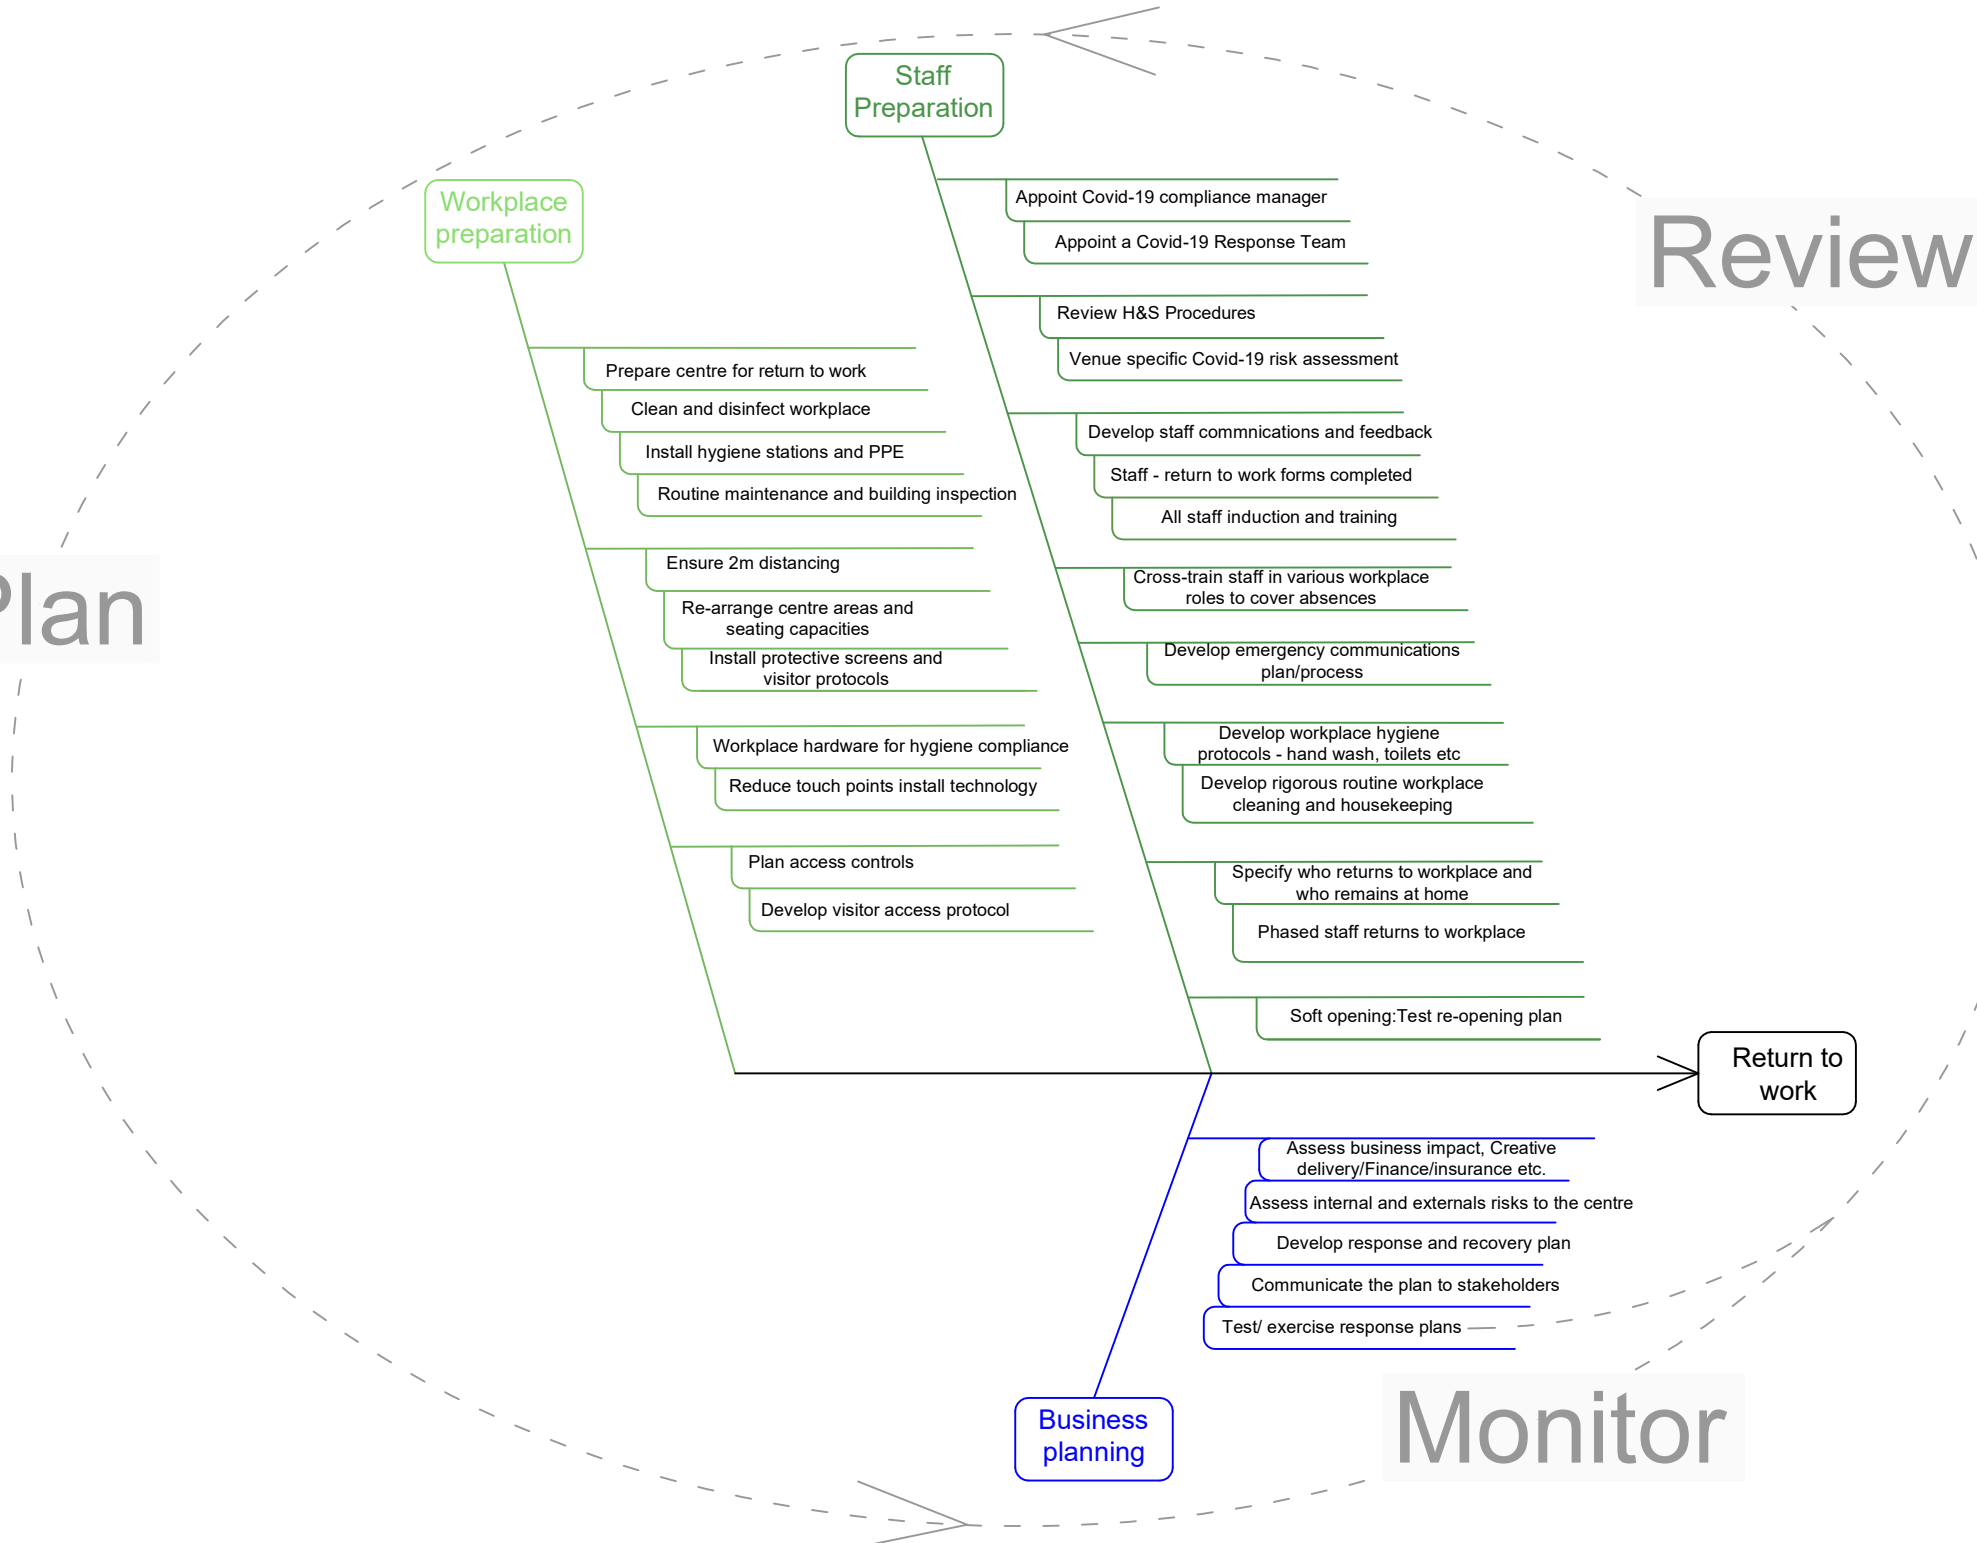 Staff
Preparation
Workplace
preparation
Review
Plan
Appoint Covid-19 compliance manager
Appoint a Covid-19 Response Team
Review H&S Procedures
Venue specific Covid-19 risk assessment
Develop staff commnications and feedback
Staff - return to work forms completed
All staff induction and training
Cross-train staff in various workplace
roles to cover absences
Develop emergency communications
plan/process
Develop workplace hygiene
protocols - hand wash, toilets etc
Develop rigorous routine workplace
cleaning and housekeeping
Specify who returns to workplace and
who remains at home
Phased staff returns to workplace
Soft opening:Test re-opening plan
Prepare centre for return to work
Clean and disinfect workplace
Install hygiene stations and PPE
Routine maintenance and building inspection
Ensure 2m distancing
Re-arrange centre areas and
seating capacities
Install protective screens and
visitor protocols
Workplace hardware for hygiene compliance
Reduce touch points install technology
Plan access controls
Develop visitor access protocol
Return to
work
Assess business impact, Creative
delivery/Finance/insurance etc.
Assess internal and externals risks to the centre
Develop response and recovery plan
Communicate the plan to stakeholders
Test/ exercise response plans
Business
planning
Monitor